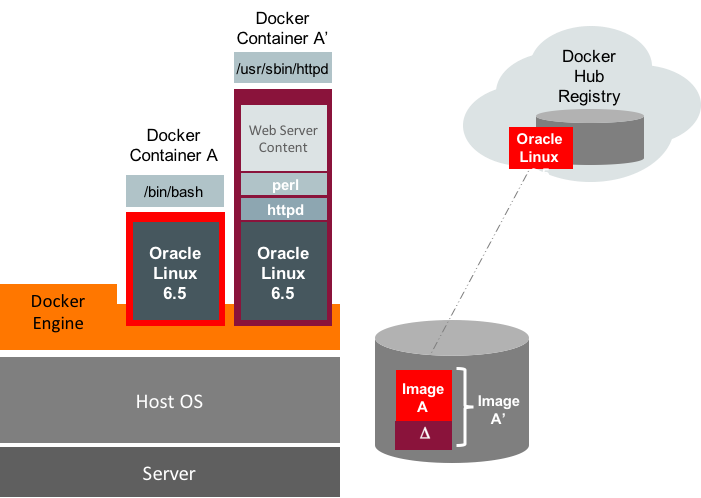 Docker
Container A’
/usr/sbin/httpd
Web Server
Content
perl
httpd
Oracle
Linux
6.5
Docker
Container A
/bin/bash
Oracle
Linux
6.5
Docker
Engine
Host OS
Server
Docker
Hub
Registry
Oracle
Linux
Image
A
Δ
Image
A’